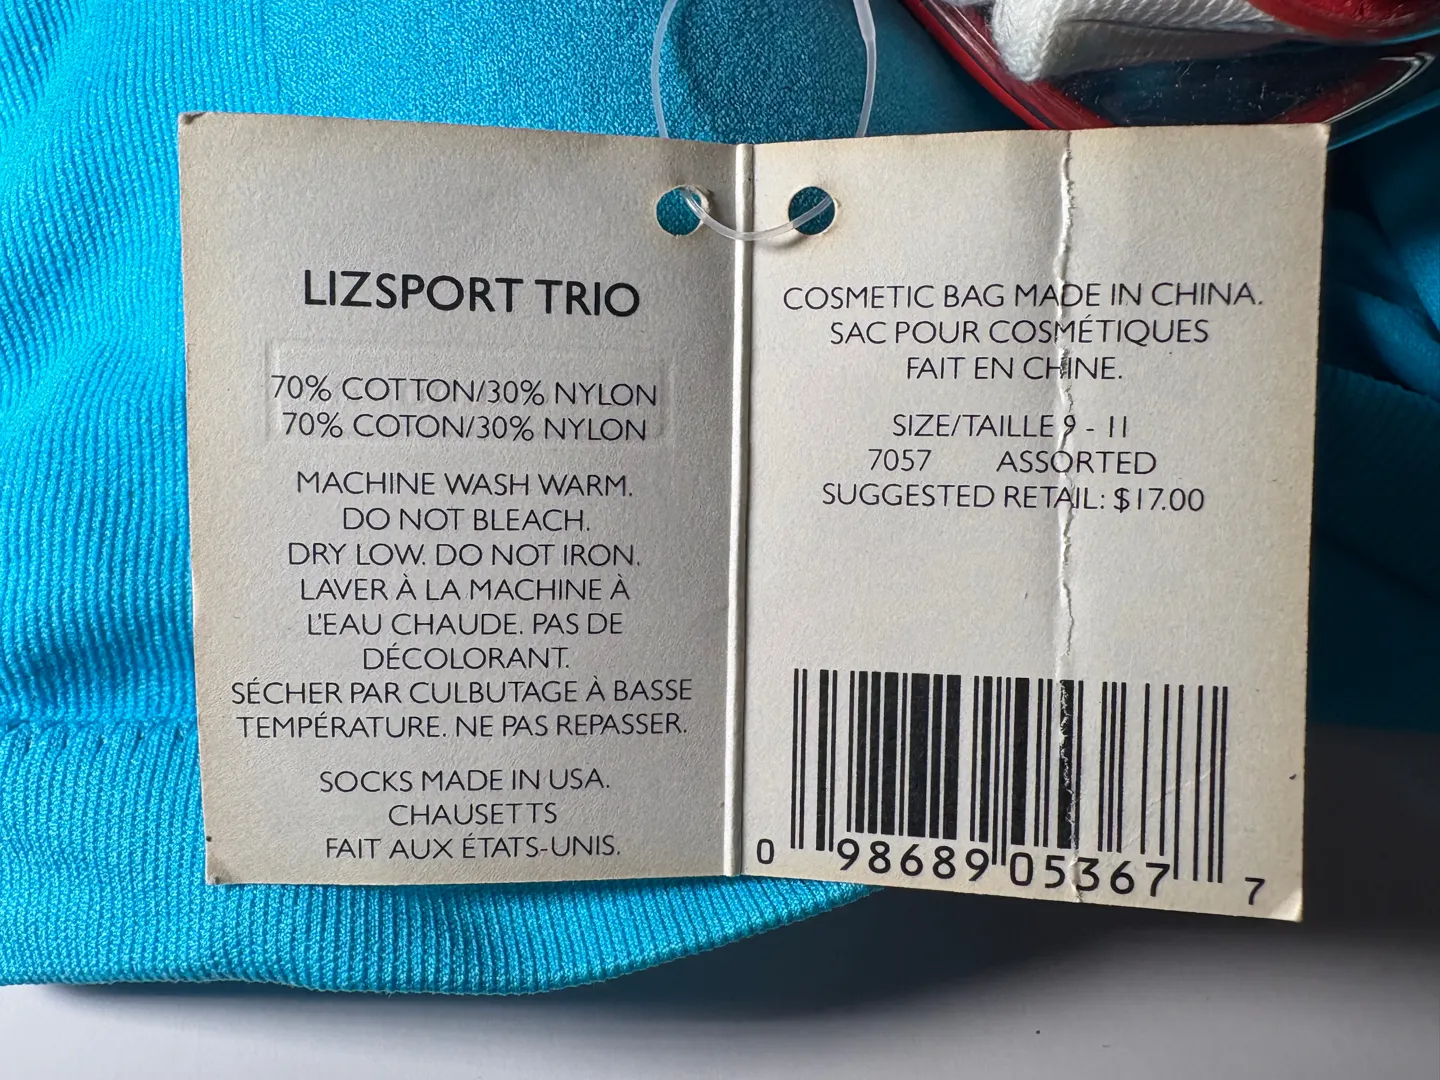 LIZSPORT TRIO
70% COTTON/30% NYLON
70% COTON/30% NYLON
MACHINE WASH WARM.
DO NOT BLEACH.
DRY LOW. DO NOT IRON.
LAVER À LA MACHINE À
L'EAU CHAUDE. PAS DE
DÉCOLORANT.
SÉCHER PAR CULBUTAGE À BASSE
TEMPÉRATURE. NE PAS REPASSER.
SOCKS MADE IN USA.
CHAUSETTS
FAIT AUX ÉTATS-UNIS.
COSMETIC BAG MADE IN CHINA.
SAC POUR COSMÉTIQUES
FAIT EN CHINE.
SIZE/TAILLE 9 - 11
7057 ASSORTED
SUGGESTED RETAIL: $17.00
0 98689 05367 7